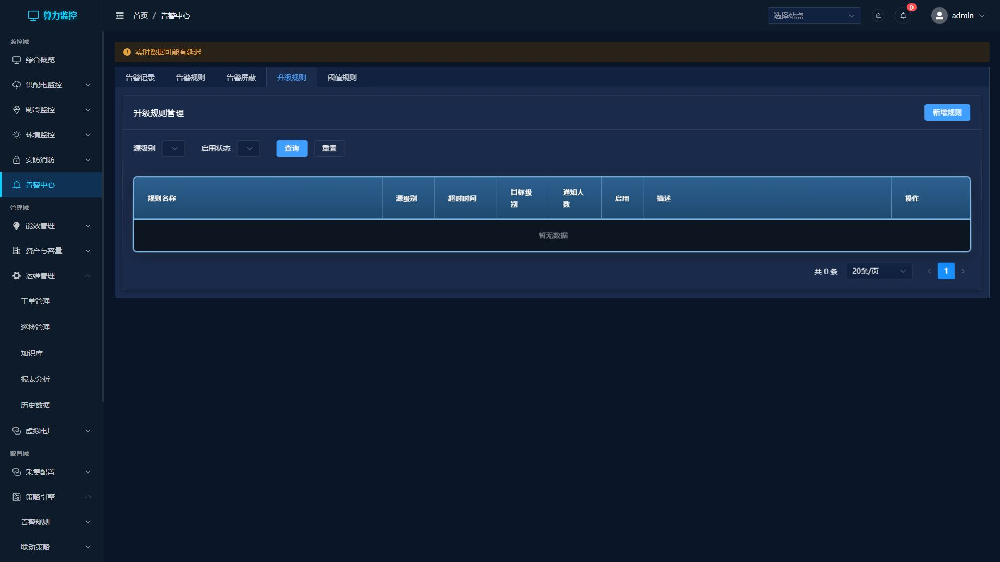 算力监控
首页 / 告警中心
选择站点
0
admin
监控域
综合概览
供配电监控
制冷监控
环境监控
安防消防
告警中心
管理域
能效管理
资产与容量
运维管理
工单管理
巡检管理
知识库
报表分析
历史数据
虚拟电厂
配置域
采集配置
策略引擎
告警规则
联动策略
实时数据可能有延迟
告警记录 告警规则 告警屏蔽 升级规则 阈值规则
升级规则管理
新增规则
源级别 启用状态 查询 重置
规则名称 源级别 超时时间 目标级别 通知人数 启用 描述 操作
暂无数据
共 0 条 20条/页 1